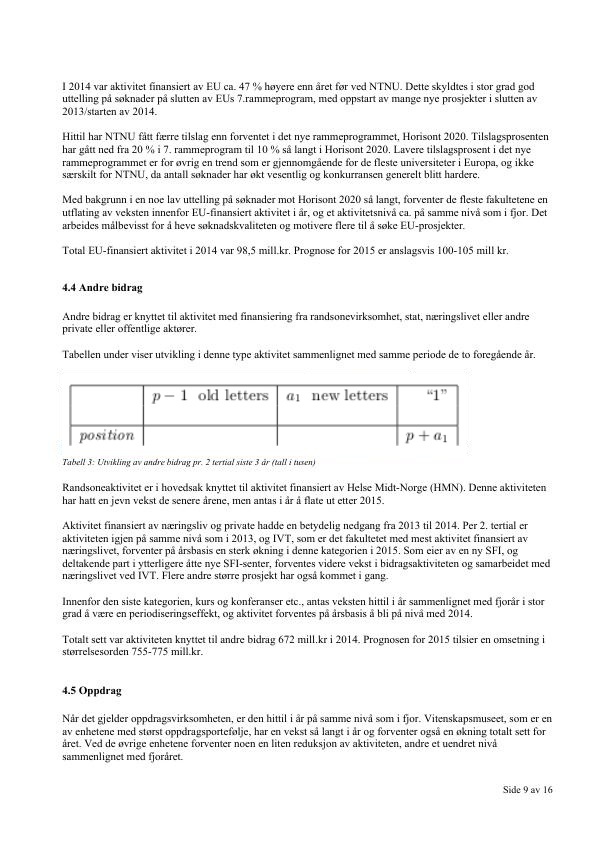 I 2014 var aktivitet finansiert av EU ca. 47 % høyere enn året før ved NTNU. Dette skyldtes i stor grad god
uttelling på søknader på slutten av EUs 7.rammeprogram, med oppstart av mange nye prosjekter i slutten av
2013/starten av 2014.
Hittil har NTNU fått færre tilslag enn forventet i det nye rammeprogrammet, Horisont 2020. Tilslagsprosenten
har gått ned fra 20 % i 7. rammeprogram til 10 % så langt i Horisont 2020. Lavere tilslagsprosent i det nye
rammeprogrammet er for øvrig en trend som er gjennomgående for de fleste universiteter i Europa, og ikke
særskilt for NTNU, da antall søknader har økt vesentlig og konkurransen generelt blitt hardere.
Med bakgrunn i en noe lav uttelling på søknader mot Horisont 2020 så langt, forventer de fleste fakultetene en
utflating av veksten innenfor EU-finansiert aktivitet i år, og et aktivitetsnivå ca. på samme nivå som i fjor. Det
arbeides målbevisst for å heve søknadskvaliteten og motivere flere til å søke EU-prosjekter.
Total EU-finansiert aktivitet i 2014 var 98,5 mill.kr. Prognose for 2015 er anslagsvis 100-105 mill kr.
4.4 Andre bidrag
Andre bidrag er knyttet til aktivitet med finansiering fra randsonevirksomhet, stat, næringslivet eller andre
private eller offentlige aktører.
Tabellen under viser utvikling i denne type aktivitet sammenlignet med samme periode de to foregående år.
p − 1 old letters a₁ new letters “1”
position p + a₁
Tabell 3: Utvikling av andre bidrag pr. 2 tertial siste 3 år (tall i tusen)
Randsoneaktivitet er i hovedsak knyttet til aktivitet finansiert av Helse Midt-Norge (HMN). Denne aktiviteten
har hatt en jevn vekst de senere årene, men antas i år å flate ut etter 2015.
Aktivitet finansiert av næringsliv og private hadde en betydelig nedgang fra 2013 til 2014. Per 2. tertial er
aktiviteten igjen på samme nivå som i 2013, og IVT, som er det fakultetet med mest aktivitet finansiert av
næringslivet, forventer på årsbasis en sterk økning i denne kategorien i 2015. Som eier av en ny SFI, og
deltakende part i ytterligere åtte nye SFI-senter, forventes videre vekst i bidragsaktiviteten og samarbeidet med
næringslivet ved IVT. Flere andre større prosjekt har også kommet i gang.
Innenfor den siste kategorien, kurs og konferanser etc., antas veksten hittil i år sammenlignet med fjorår i stor
grad å være en periodiseringseffekt, og aktivitet forventes på årsbasis å bli på nivå med 2014.
Totalt sett var aktiviteten knyttet til andre bidrag 672 mill.kr i 2014. Prognosen for 2015 tilsier en omsetning i
størrelsesorden 755-775 mill.kr.
4.5 Oppdrag
Når det gjelder oppdragsvirksomheten, er den hittil i år på samme nivå som i fjor. Vitenskapsmuseet, som er en
av enhetene med størst oppdragsportefølje, har en vekst så langt i år og forventer også en økning totalt sett for
året. Ved de øvrige enhetene forventer noen en liten reduksjon av aktiviteten, andre et uendret nivå
sammenlignet med fjoråret.
Side 9 av 16